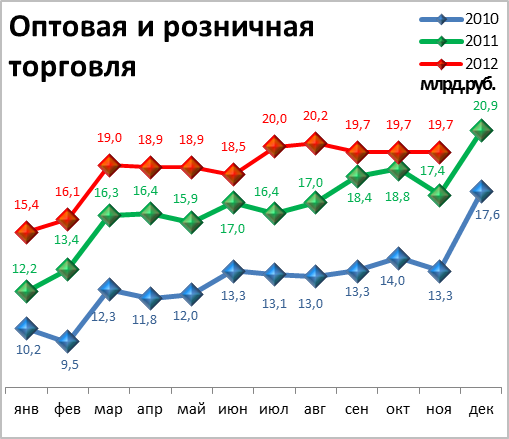 Оптовая и розничная
торговля
2010
2011
2012
млрд.руб.
15,4 16,1 19,0 18,9 18,9 18,5 20,0 20,2 19,7 19,7 19,7
12,2 13,4 16,3 16,4 15,9 17,0 16,4 17,0 18,4 18,8 17,4 20,9
10,2 9,5 12,3 11,8 12,0 13,3 13,1 13,0 13,3 14,0 13,3 17,6
янв фев мар апр май июн июл авг сен окт ноя дек